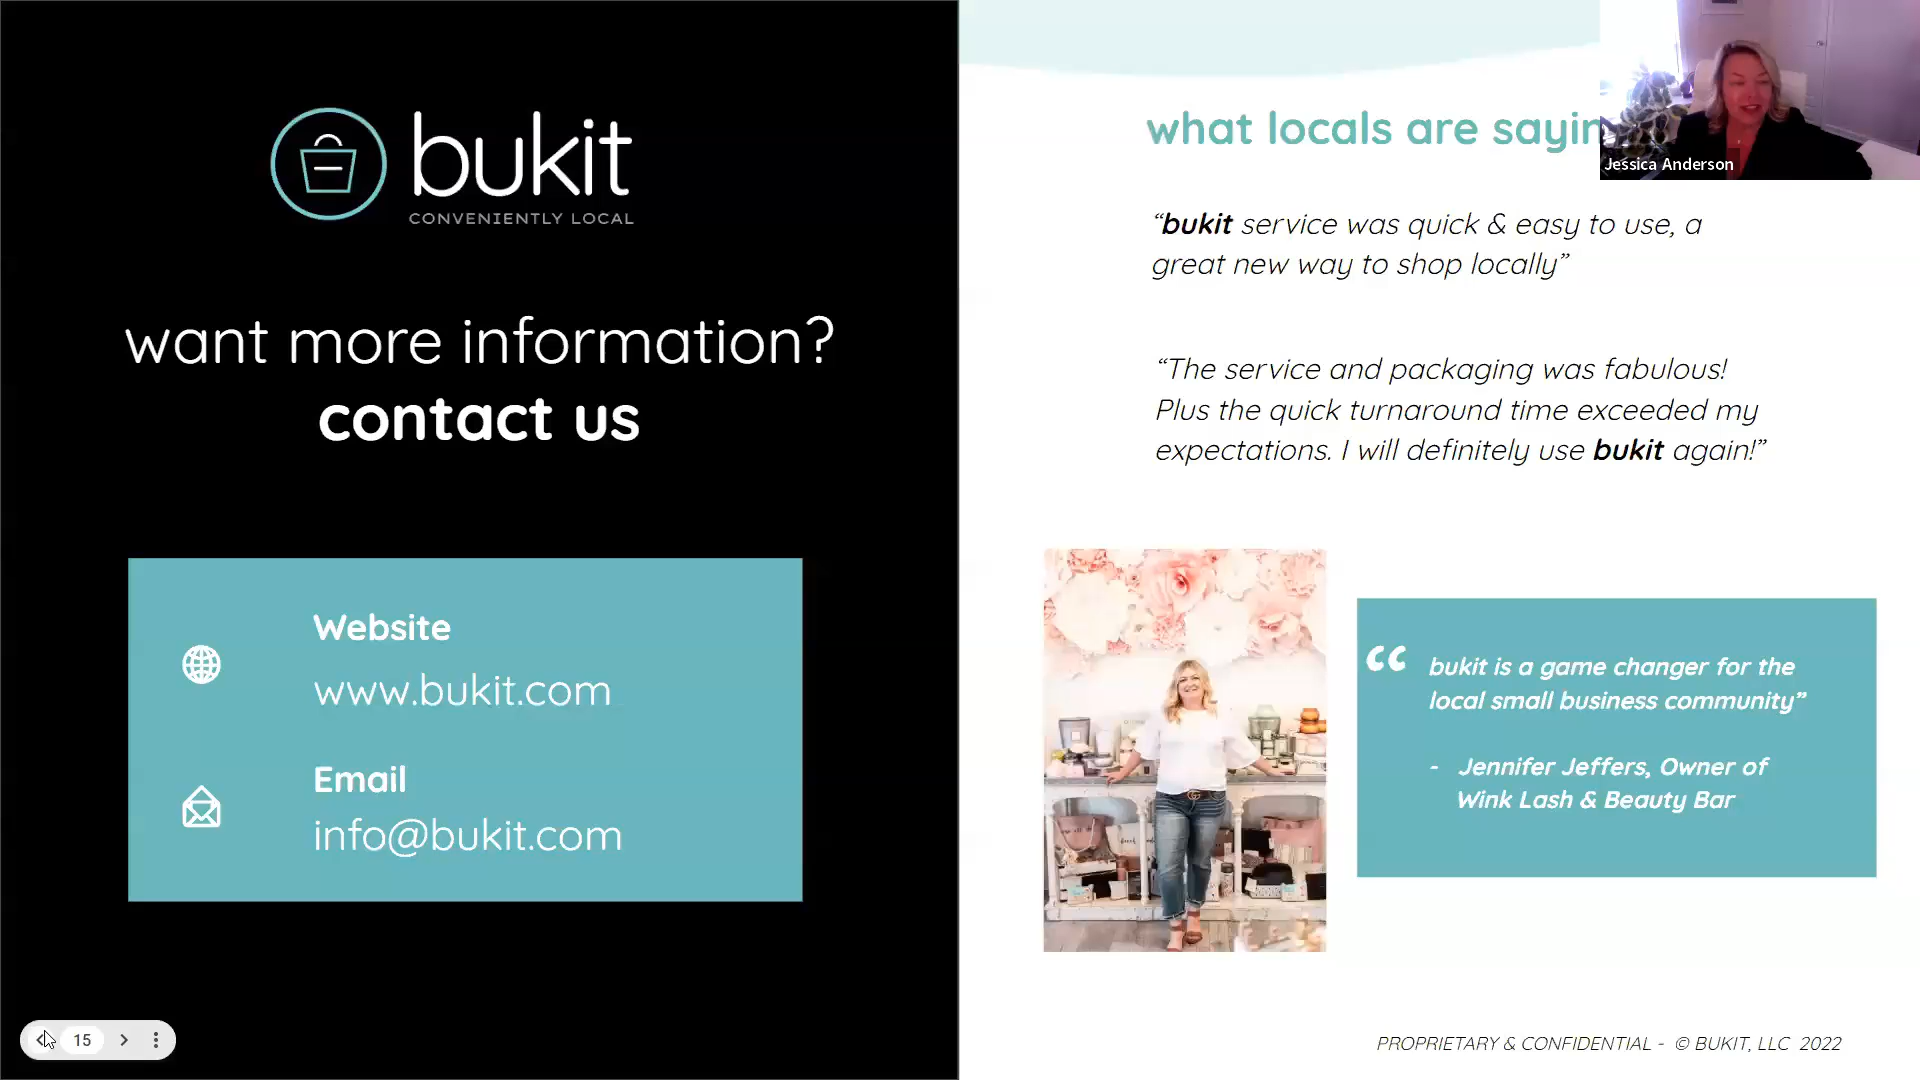 bukit
CONVENIENTLY LOCAL
want more information?
contact us
Website
www.bukit.com
Email
info@bukit.com
15
what locals are sayin
Jessica Anderson
“bukit service was quick & easy to use, a
great new way to shop locally”
“The service and packaging was fabulous!
Plus the quick turnaround time exceeded my
expectations. I will definitely use bukit again!”
“ bukit is a game changer for the
local small business community”
- Jennifer Jeffers, Owner of
Wink Lash & Beauty Bar
PROPRIETARY & CONFIDENTIAL - © BUKIT, LLC 2022